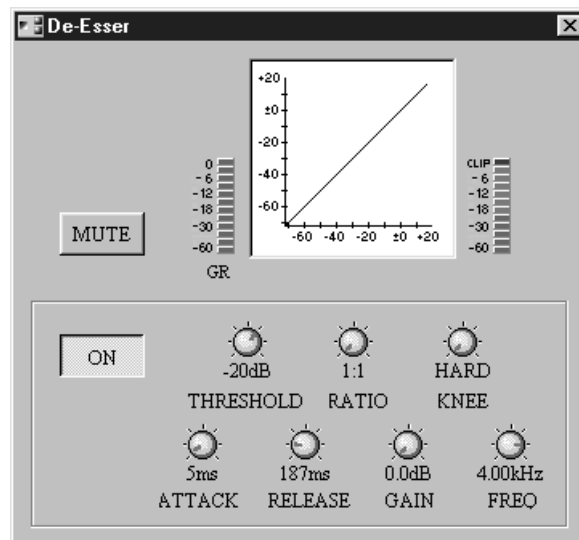 De-Esser
+20
±0
-20
-40
-60
-60 -40 -20 ±0 +20
0
-6
-12
-18
-30
-60
GR
CLIP
-6
-12
-18
-30
-60
MUTE
ON
-20dB 1:1 HARD
THRESHOLD RATIO KNEE
5ms 187ms 0.0dB 4.00kHz
ATTACK RELEASE GAIN FREQ